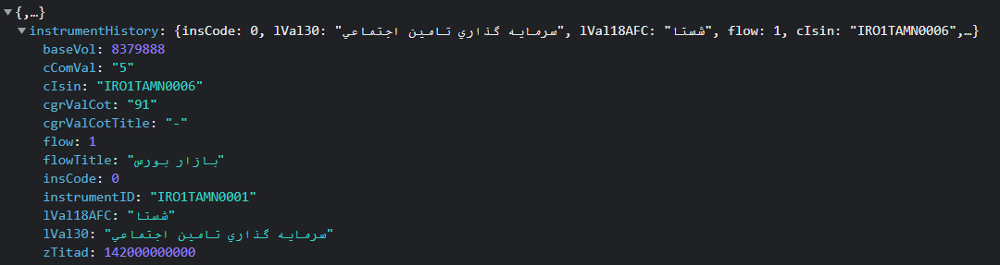 {,…}
instrumentHistory: {insCode: 0, lVal30: "سرمايه گذاري تامين اجتماعي", lVal18AFC: "شستا", flow: 1, cIsin: "IRO1TAMN0006",…}
baseVol: 8379888
cComVal: "5"
cIsin: "IRO1TAMN0006"
cgrValCot: "91"
cgrValCotTitle: "-"
flow: 1
flowTitle: "بازار بورس"
insCode: 0
instrumentID: "IRO1TAMN0001"
lVal18AFC: "شستا"
lVal30: "سرمايه گذاري تامين اجتماعي"
zTitad: 142000000000